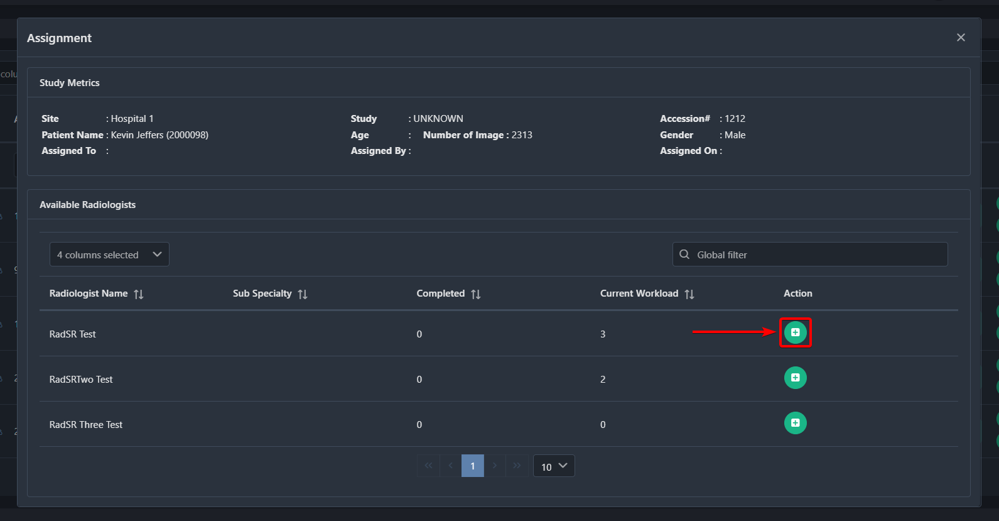 Assignment
colu
Study Metrics
Site : Hospital 1 Study : UNKNOWN Accession# : 1212
Patient Name : Kevin Jeffers (2000098) Age : Number of Image : 2313 Gender : Male
Assigned To : Assigned By : Assigned On :
Available Radiologists
4 columns selected Global filter
Radiologist Name Sub Specialty Completed Current Workload Action
RadSR Test 0 3
RadSRTwo Test 0 2
RadSR Three Test 0 0
« ‹ 1 › » 10